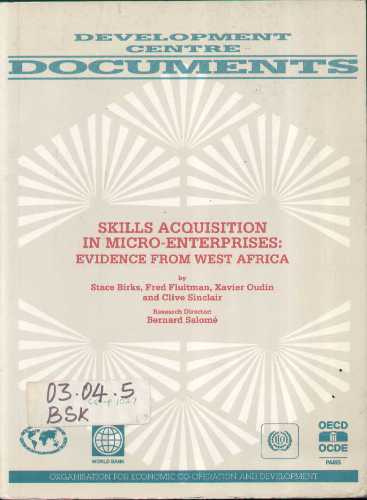 DEVELOPMENT
CENTRE
DOCUMENTS
SKILLS ACQUISITION
IN MICRO-ENTERPRISES:
EVIDENCE FROM WEST AFRICA
by
Stace Birks, Fred Fluitman, Xavier Oudin
and Clive Sinclair
Research Director:
Bernard Salomé
03.04.5
BSK
WORLD BANK
OECD
OCDE
PARIS
ORGANISATION FOR ECONOMIC CO-OPERATION AND DEVELOPMENT